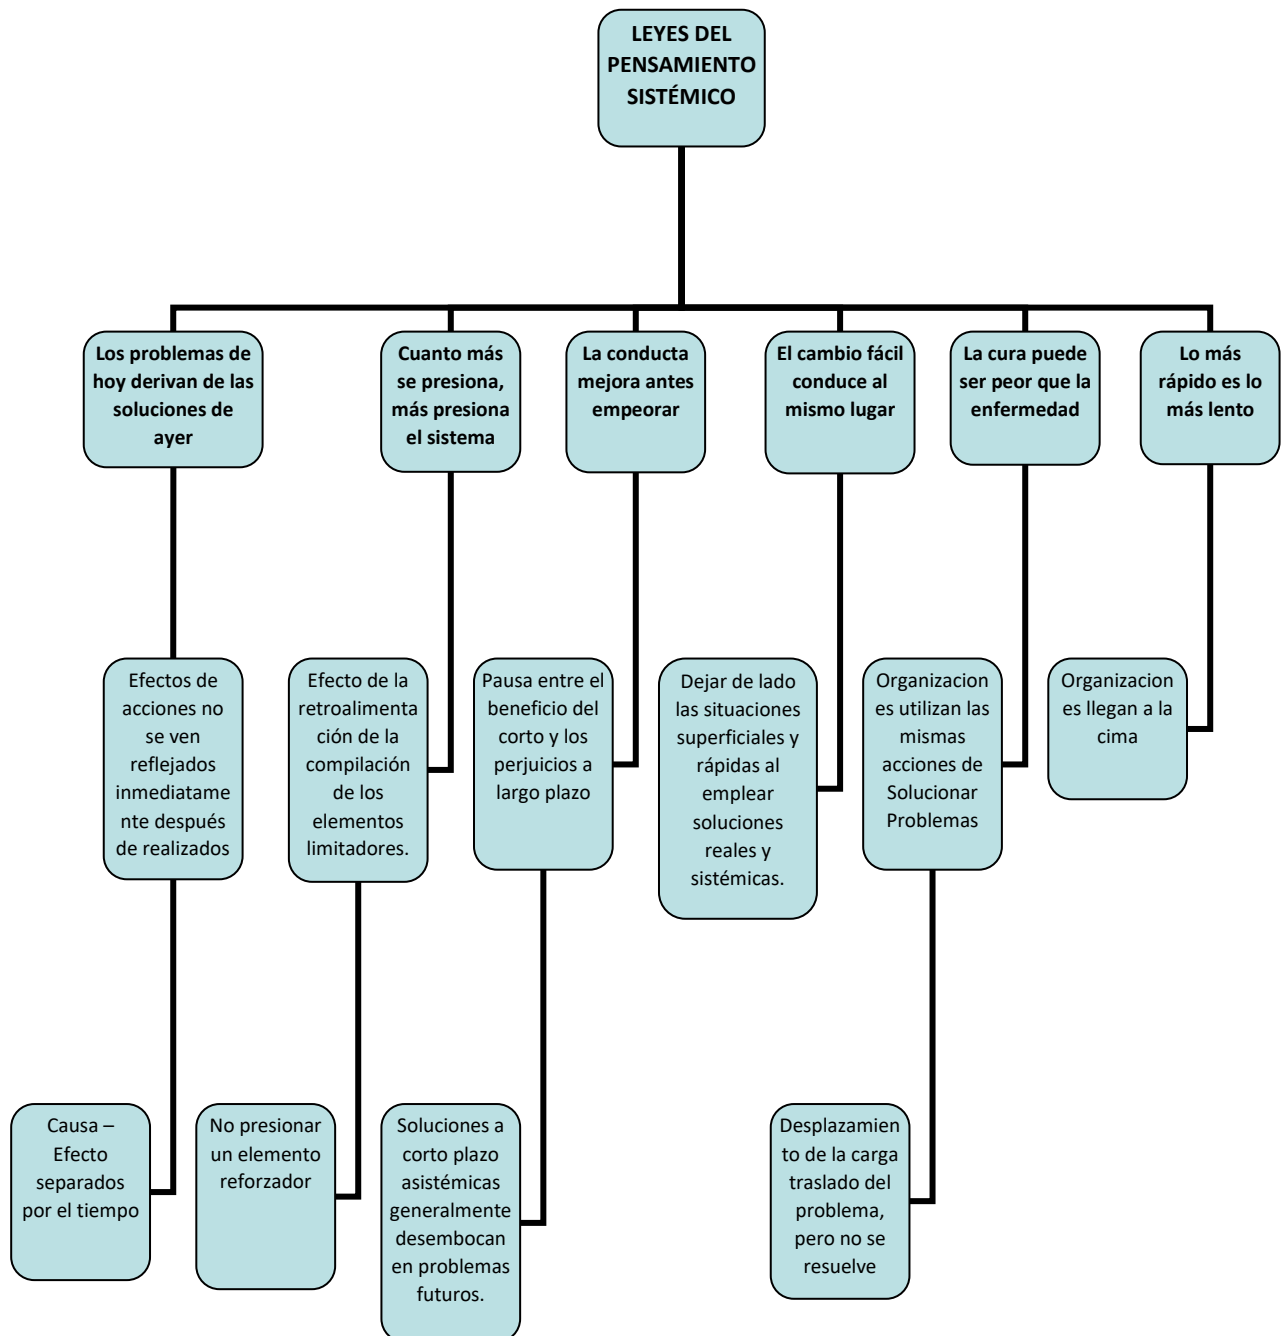 LEYES DEL
PENSAMIENTO
SISTÉMICO
Los problemas de
hoy derivan de las
soluciones de
ayer
Cuanto más
se presiona,
más presiona
el sistema
La conducta
mejora antes
empeorar
El cambio fácil
conduce al
mismo lugar
La cura puede
ser peor que la
enfermedad
Lo más
rápido es lo
más lento
Efectos de
acciones no
se ven
reflejados
inmediatame
nte después
de realizados
Efecto de la
retroalimenta
ción de la
compilación
de los
elementos
limitadores.
Pausa entre el
beneficio del
corto y los
perjuicios a
largo plazo
Dejar de lado
las situaciones
superficiales y
rápidas al
emplear
soluciones
reales y
sistémicas.
Organizacion
es utilizan las
mismas
acciones de
Solucionar
Problemas
Organizacion
es llegan a la
cima
Causa –
Efecto
separados
por el tiempo
No presionar
un elemento
reforzador
Soluciones a
corto plazo
asistémicas
generalmente
desembocan
en problemas
futuros.
Desplazamien
to de la carga
traslado del
problema,
pero no se
resuelve